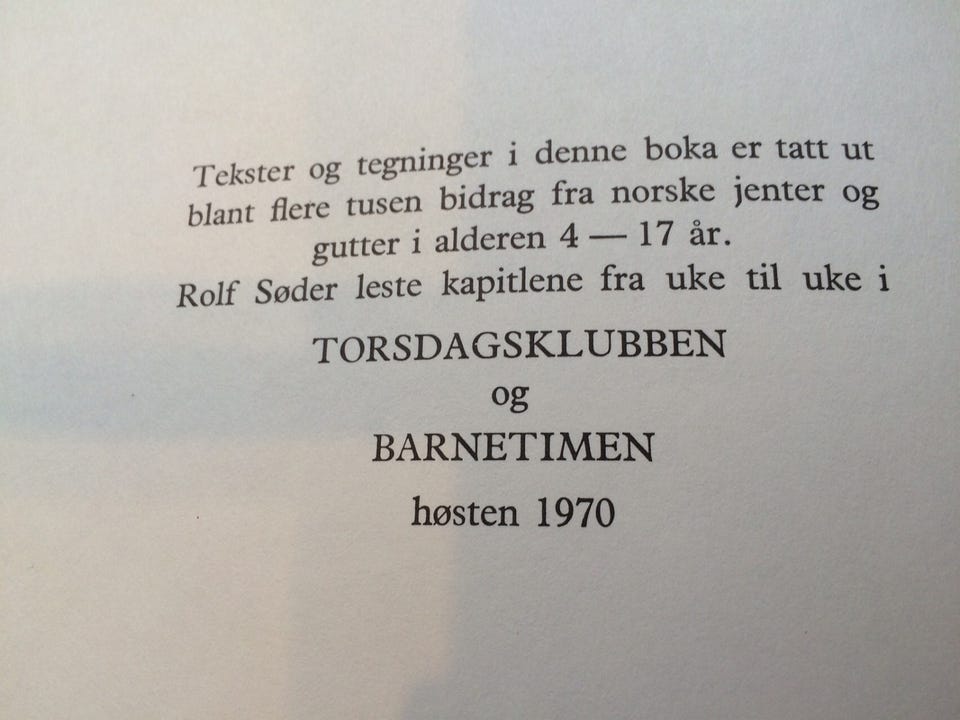 Tekster og tegninger i denne boka er tatt ut
blant flere tusen bidrag fra norske jenter og
gutter i alderen 4 — 17 år.
Rolf Søder leste kapitlene fra uke til uke i
TORSDAGSKLUBBEN
og
BARNETIMEN
høsten 1970